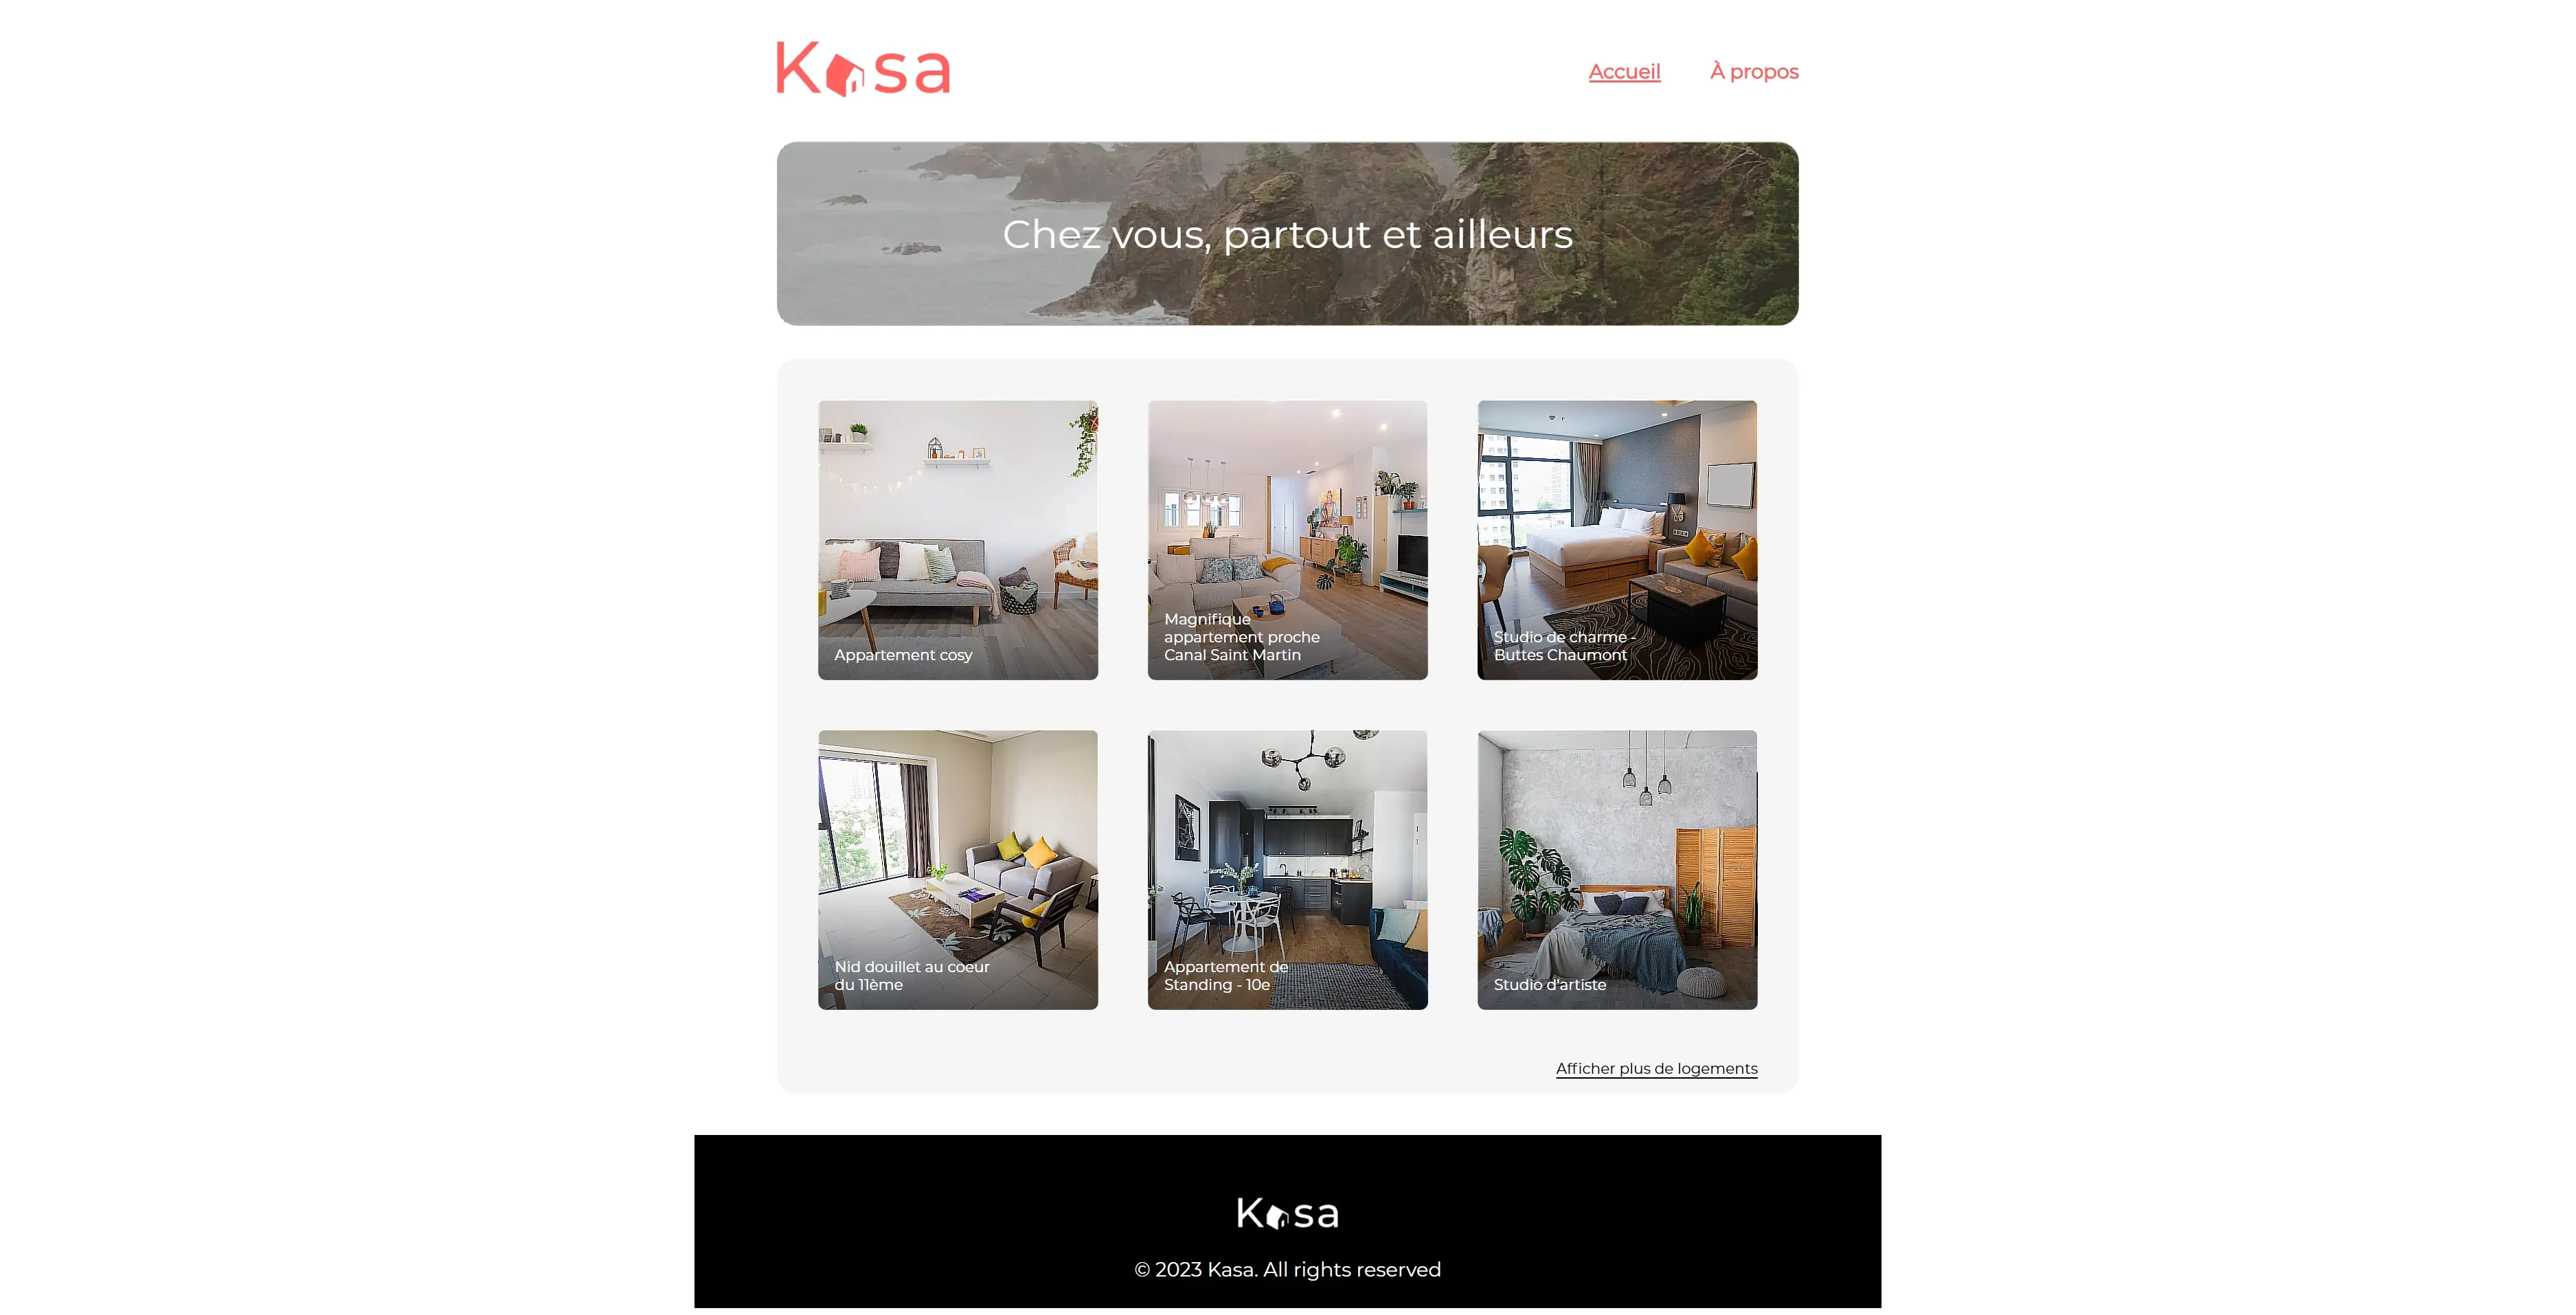 Kasa
Accueil À propos
Chez vous, partout et ailleurs
Appartement cosy
Magnifique
appartement proche
Canal Saint Martin
Studio de charme -
Buttes Chaumont
Nid douillet au coeur
du 11ème
Appartement de
Standing - 10e
Studio d'artiste
Afficher plus de logements
Kasa
© 2023 Kasa. All rights reserved